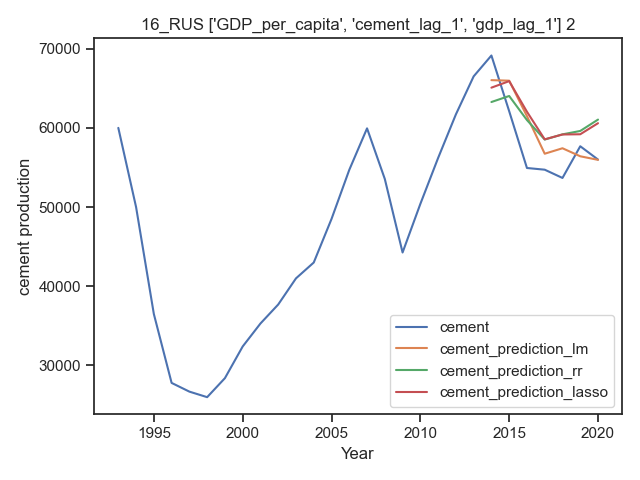 16_RUS ['GDP_per_capita', 'cement_lag_1', 'gdp_lag_1'] 2
70000
60000
50000
40000
30000
cement production
1995
2000
2005
2010
2015
2020
Year
cement
cement_prediction_lm
cement_prediction_rr
cement_prediction_lasso